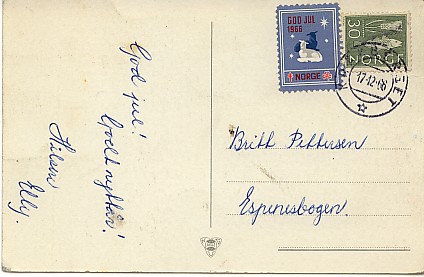 God jul!
Godt nyttår!
Hilsen
Elly.
GOD JUL
1966
NORGE
30
NORGE
17-12-66
Britt Pettersen
Espenesbogen.